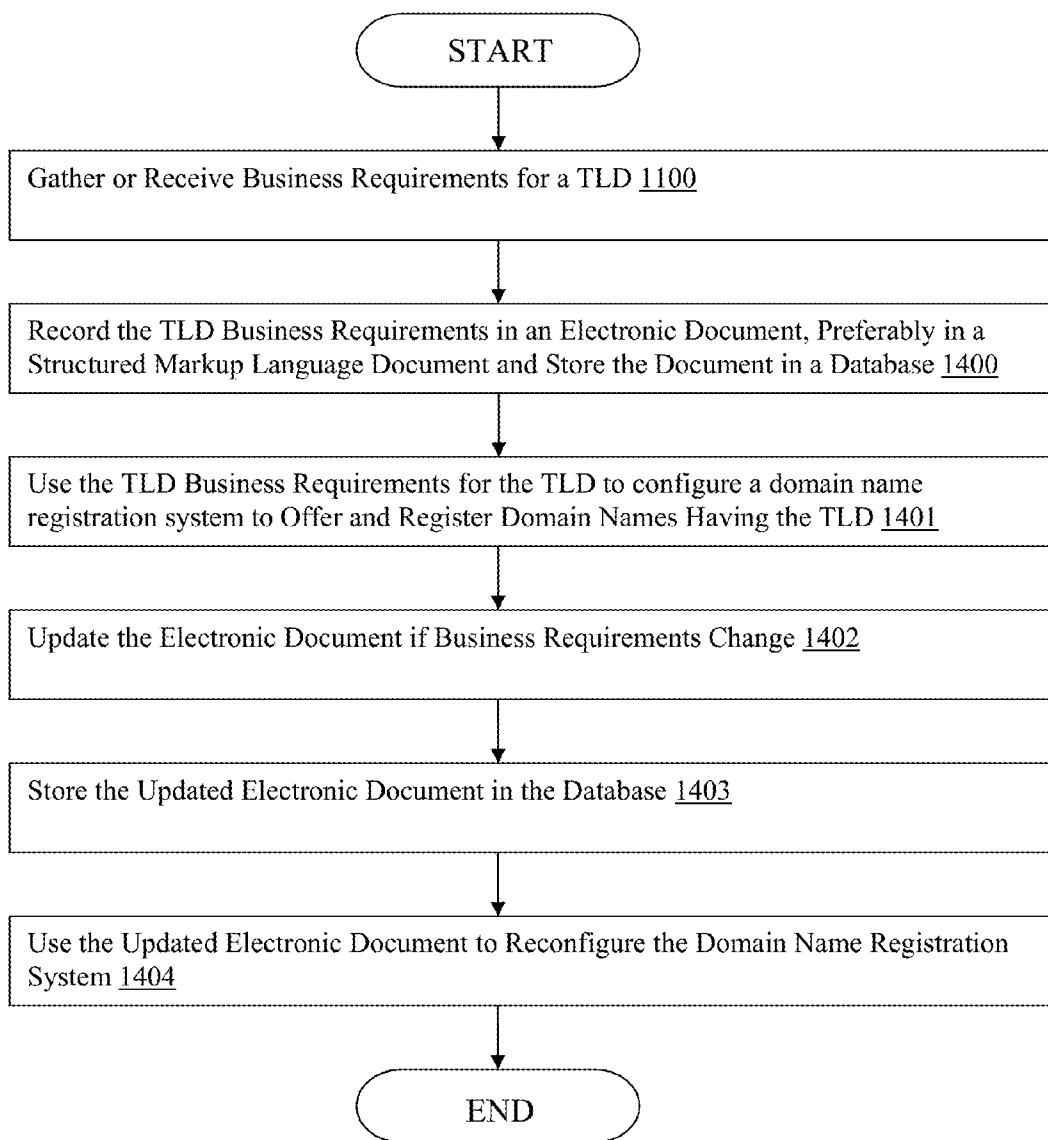 START
Gather or Receive Business Requirements for a TLD 1100
Record the TLD Business Requirements in an Electronic Document, Preferably in a
Structured Markup Language Document and Store the Document in a Database 1400
Use the TLD Business Requirements for the TLD to configure a domain name
registration system to Offer and Register Domain Names Having the TLD 1401
Update the Electronic Document if Business Requirements Change 1402
Store the Updated Electronic Document in the Database 1403
Use the Updated Electronic Document to Reconfigure the Domain Name Registration
System 1404
END